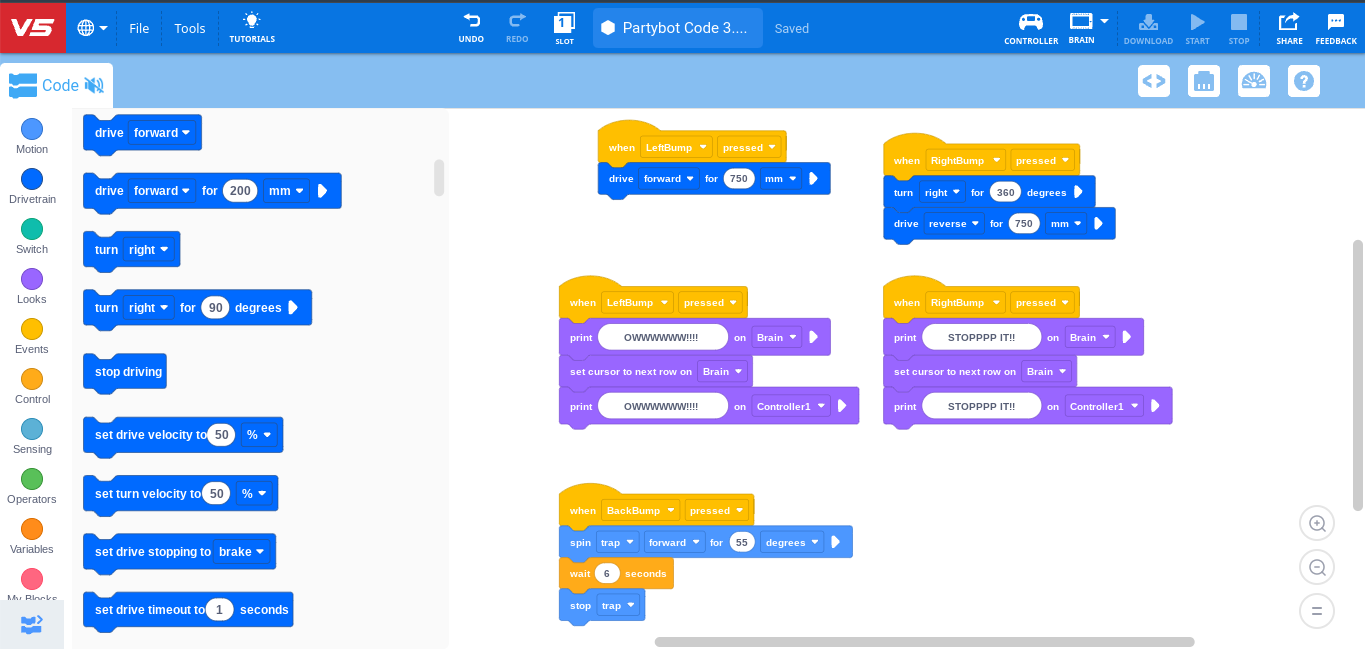 V5
File
Tools
TUTORIALS
UNDO
REDO
1
SLOT
Partybot Code 3....
Saved
CONTROLLER
BRAIN
DOWNLOAD
START
STOP
SHARE
FEEDBACK
Code
<>
?
Motion
Drivetrain
Switch
Looks
Events
Control
Sensing
Operators
Variables
My Blocks
drive forward
drive forward for 200 mm
turn right
turn right for 90 degrees
stop driving
set drive velocity to 50 %
set turn velocity to 50 %
set drive stopping to brake
set drive timeout to 1 seconds
when LeftBump pressed
drive forward for 750 mm
when RightBump pressed
turn right for 360 degrees
drive reverse for 750 mm
when LeftBump pressed
print OWWWWWW!!!! on Brain
set cursor to next row on Brain
print OWWWWWW!!!! on Controller1
when RightBump pressed
print STOPPPP IT!! on Brain
set cursor to next row on Brain
print STOPPPP IT!! on Controller1
when BackBump pressed
spin trap forward for 55 degrees
wait 6 seconds
stop trap